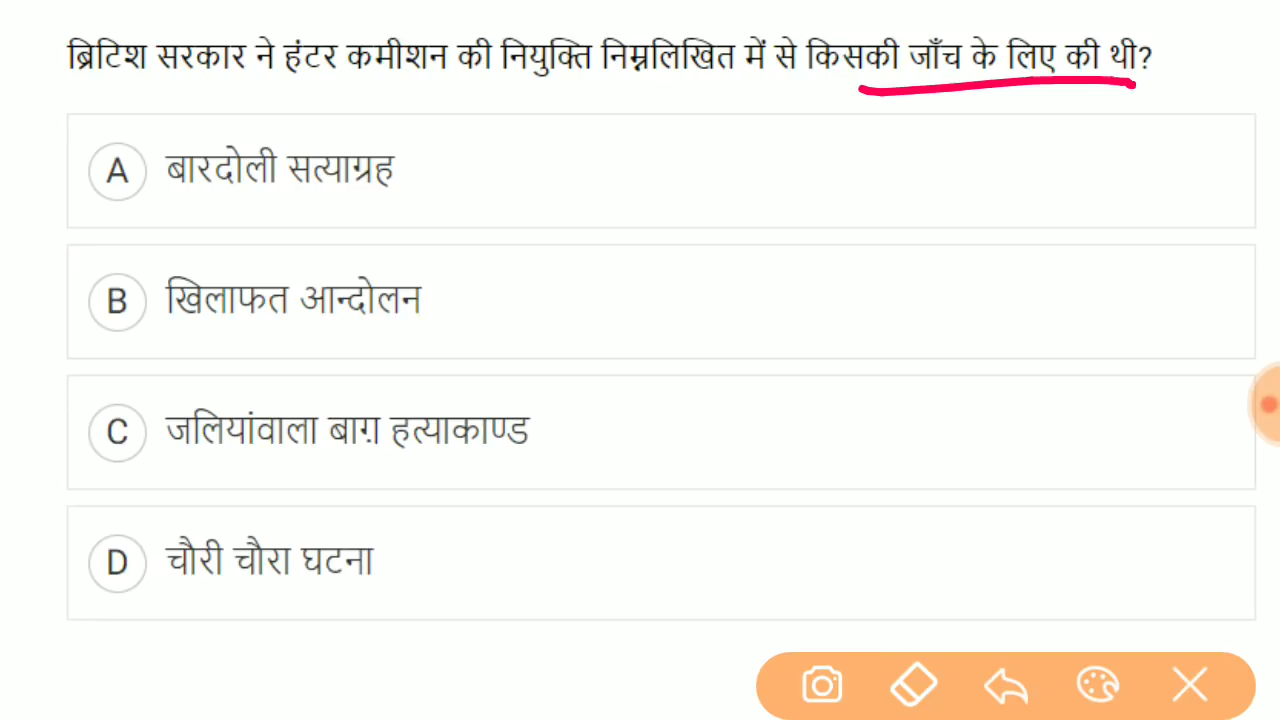 ब्रिटिश सरकार ने हंटर कमीशन की नियुक्ति निम्नलिखित में से किसकी जाँच के लिए की थी?
A बारदोली सत्याग्रह
B खिलाफत आन्दोलन
C जलियांवाला बाग़ हत्याकाण्ड
D चौरी चौरा घटना